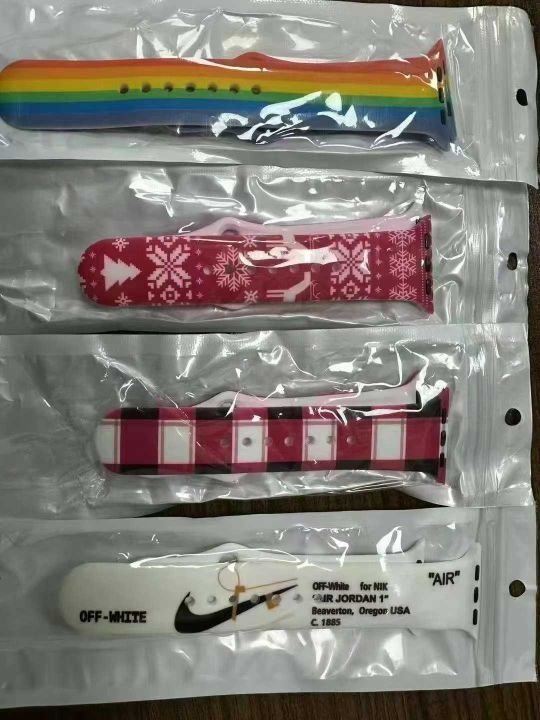 OFF-WHITE
OFF-White for NIK
"AIR JORDAN 1"
Beaverton, Oregon USA
C. 1885
"AIR"